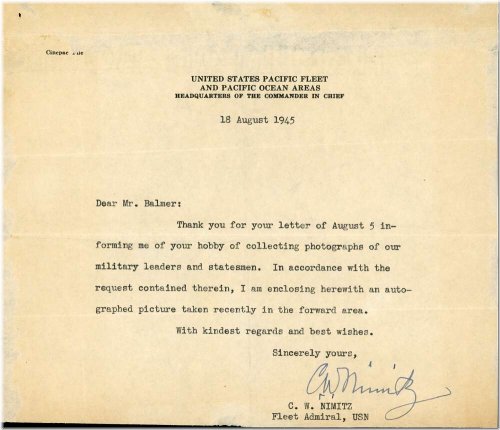 Cincpac File
UNITED STATES PACIFIC FLEET
AND PACIFIC OCEAN AREAS
HEADQUARTERS OF THE COMMANDER IN CHIEF
18 August 1945
Dear Mr. Balmer:
Thank you for your letter of August 5 in-
forming me of your hobby of collecting photographs of our
military leaders and statesmen. In accordance with the
request contained therein, I am enclosing herewith an auto-
graphed picture taken recently in the forward area.
With kindest regards and best wishes.
Sincerely yours,
C.W. Nimitz
C. W. NIMITZ
Fleet Admiral, USN